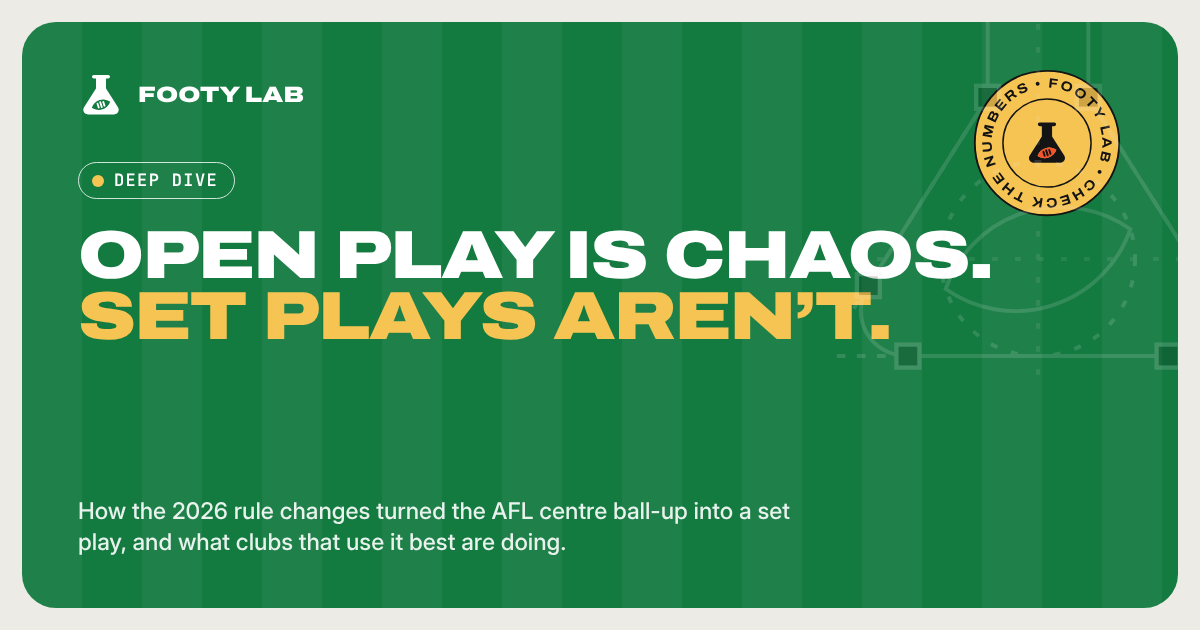 FOOTY LAB
FOOTY LAB • CHECK THE NUMBERS •
DEEP DIVE
OPEN PLAY IS CHAOS.
SET PLAYS AREN’T.
How the 2026 rule changes turned the AFL centre ball-up into a set
play, and what clubs that use it best are doing.